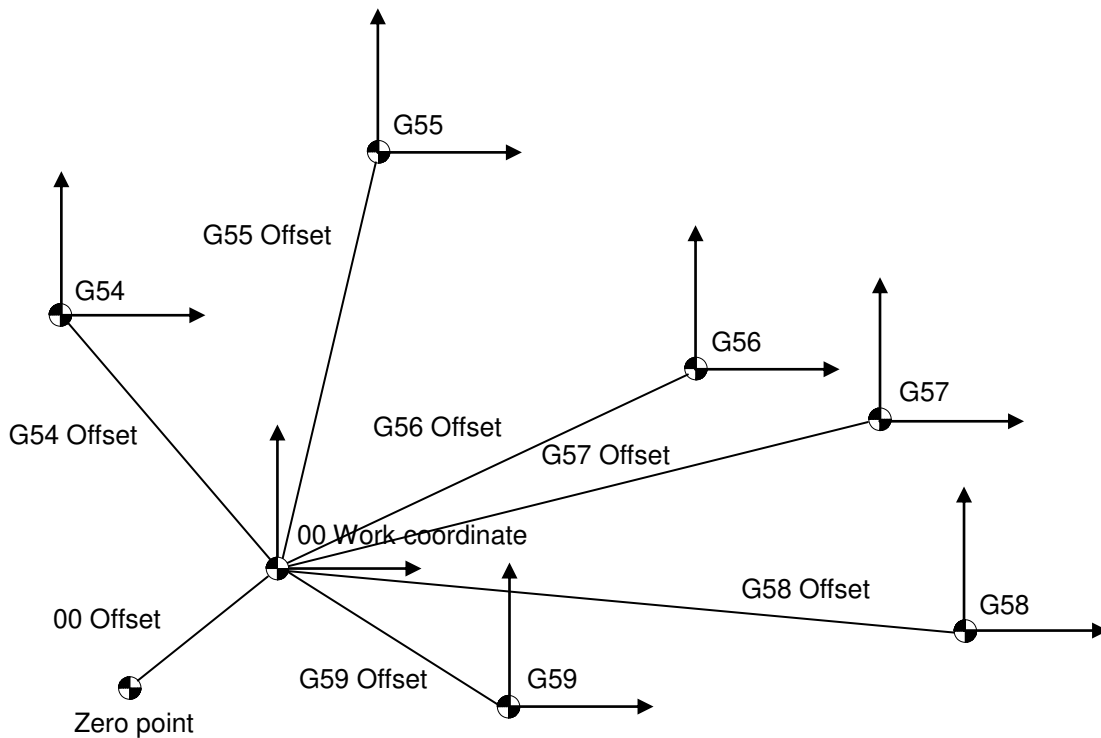 G55
G55 Offset
G54
G56
G57
G54 Offset
G56 Offset
G57 Offset
00 Work coordinate
G58 Offset
G58
00 Offset
G59 Offset
G59
Zero point